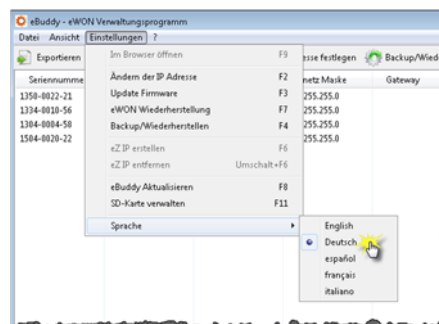 eBuddy - eWON Verwaltungsprogramm
Datei Ansicht Einstellungen ?
Exportieren
esse festlegen
Backup/Wied
Seriennumme
netz Maske
Gateway
1350-0022-21
255.255.0
1334-0010-56
255.255.0
1304-0004-50
255.255.0
1504-0020-22
255.255.0
Im Browser öffnen F9
Ändern der IP Adresse F2
Update Firmware F3
eWON Wiederherstellung F7
Backup/Wiederherstellen F4
eZ IP erstellen F6
eZ IP entfernen Umschalt+F6
eBuddy Aktualisieren F8
SD-Karte verwalten F11
Sprache
English
Deutsch
español
français
italiano